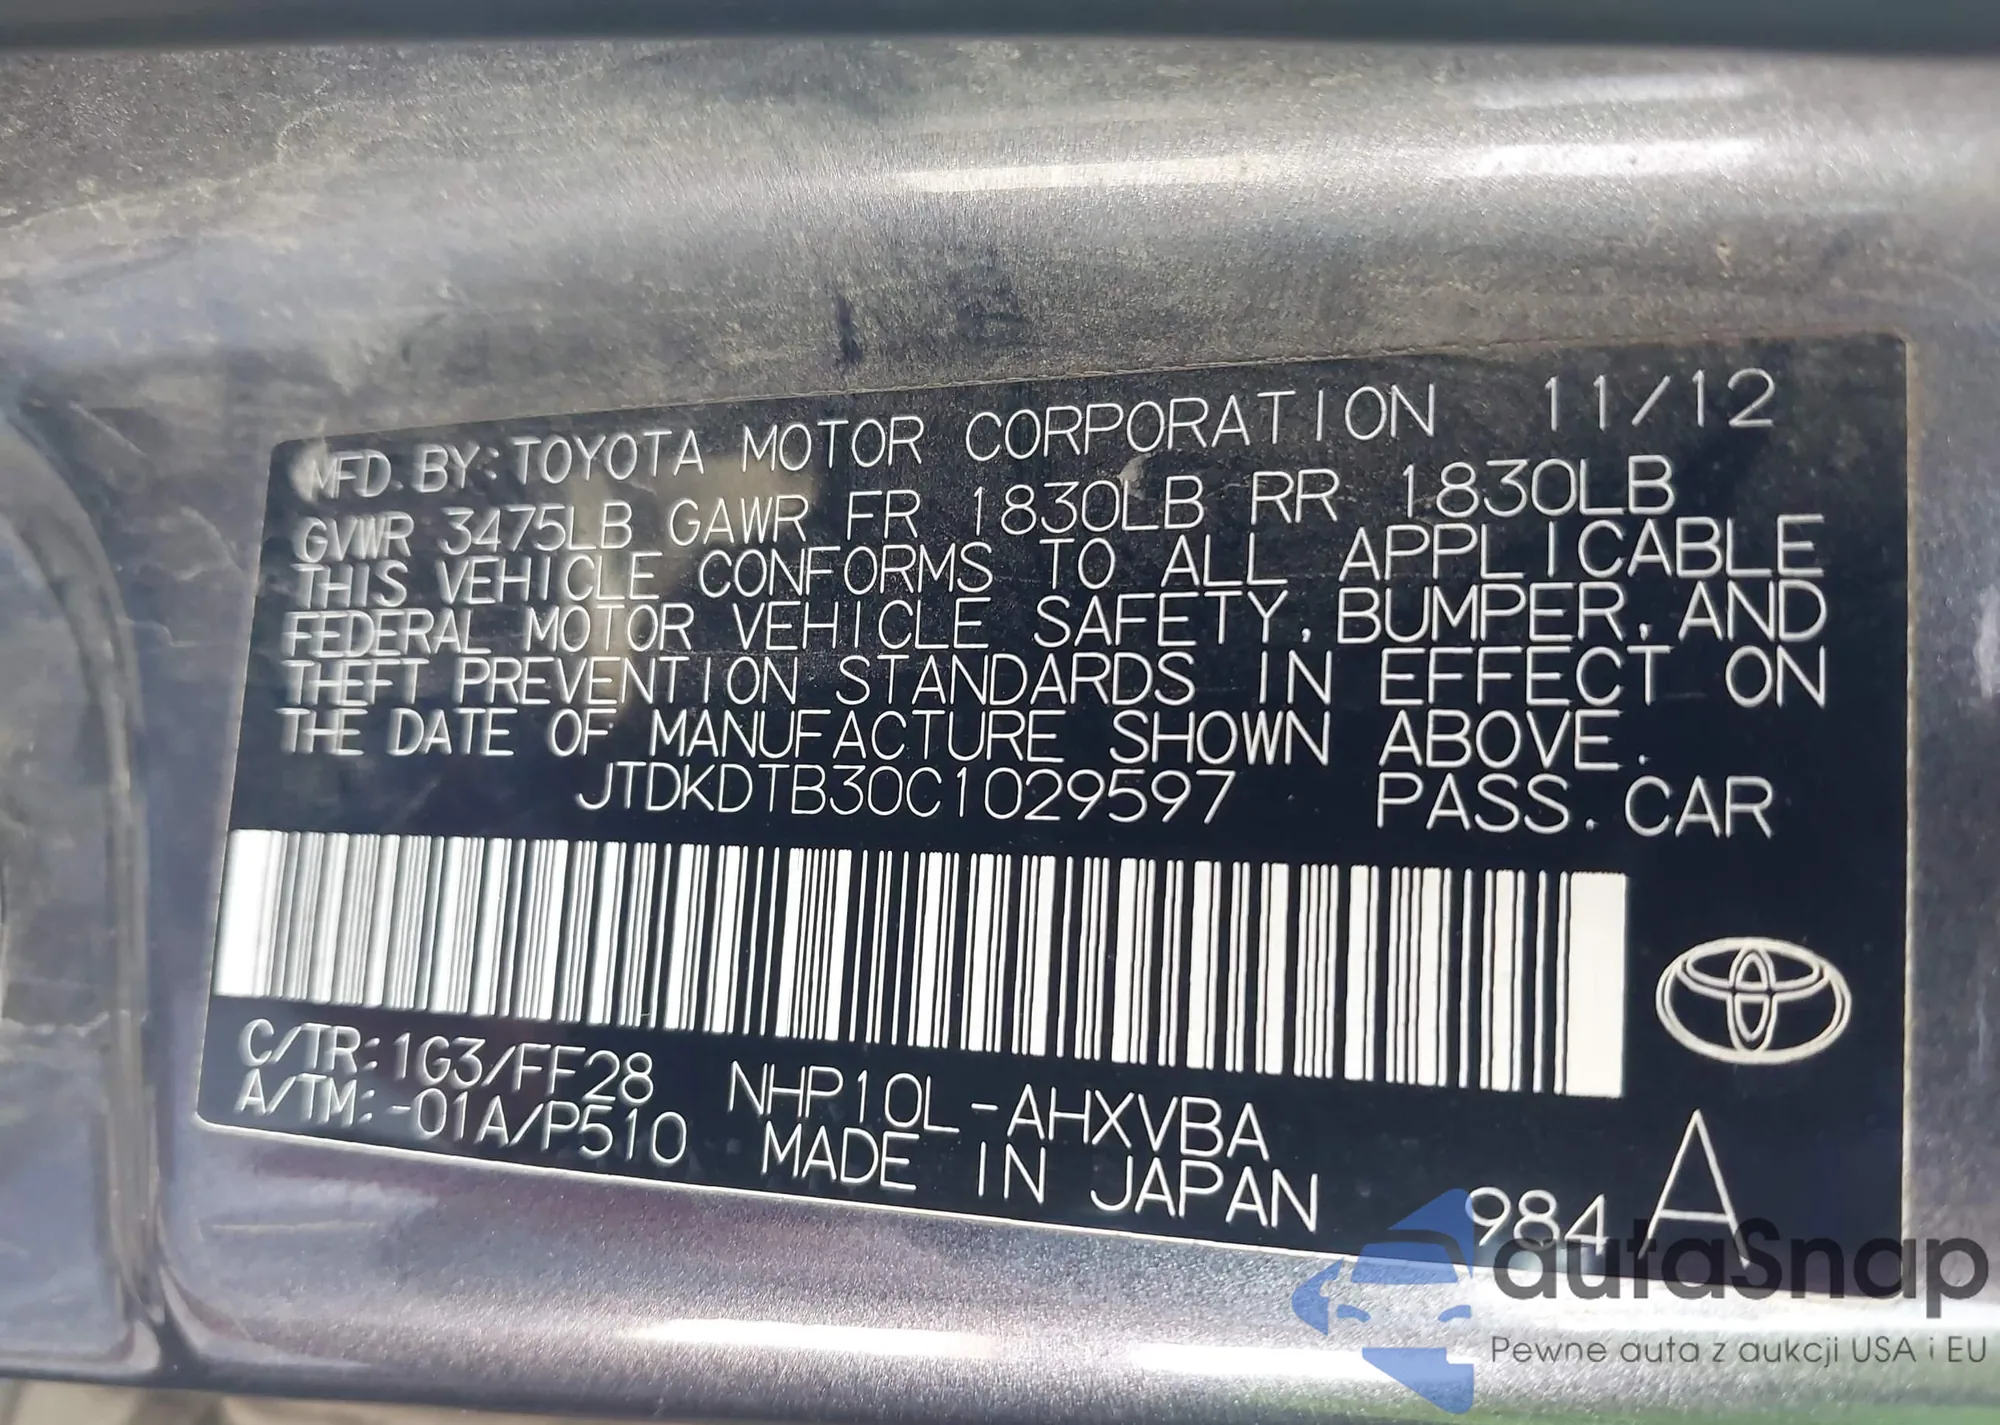 MFD. BY: TOYOTA MOTOR CORPORATION 11/12
GVWR 3475LB GAWR FR 1830LB RR 1830LB
THIS VEHICLE CONFORMS TO ALL APPLICABLE
FEDERAL MOTOR VEHICLE SAFETY, BUMPER, AND
THEFT PREVENTION STANDARDS IN EFFECT ON
THE DATE OF MANUFACTURE SHOWN ABOVE.
JTDKDTB30C1029597 PASS. CAR
C/TR: 1G3/FF28 NHP10L-AHXVBA
A/TM: -01A/P510 MADE IN JAPAN
984 A
autaSnap
Pewne auta z aukcji USA i EU